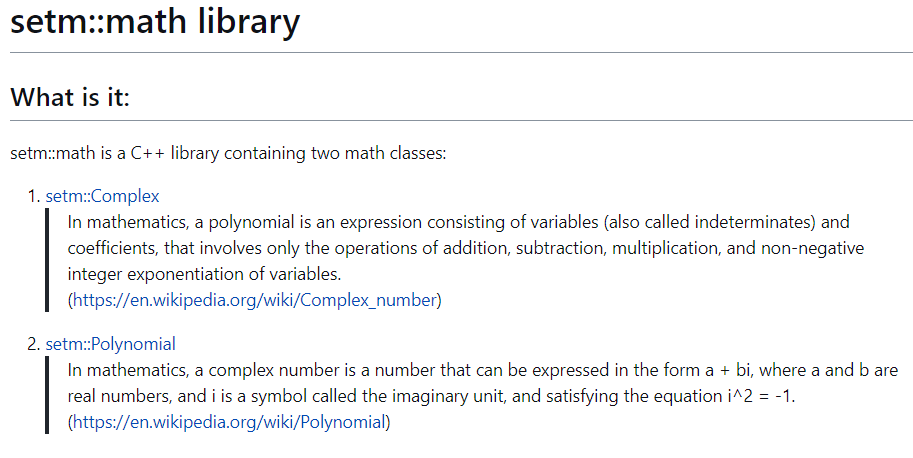 setm::math library
What is it:
setm::math is a C++ library containing two math classes:
1. setm::Complex
In mathematics, a polynomial is an expression consisting of variables (also called indeterminates) and
coefficients, that involves only the operations of addition, subtraction, multiplication, and non-negative
integer exponentiation of variables.
(https://en.wikipedia.org/wiki/Complex_number)
2. setm::Polynomial
In mathematics, a complex number is a number that can be expressed in the form a + bi, where a and b are
real numbers, and i is a symbol called the imaginary unit, and satisfying the equation i^2 = -1.
(https://en.wikipedia.org/wiki/Polynomial)